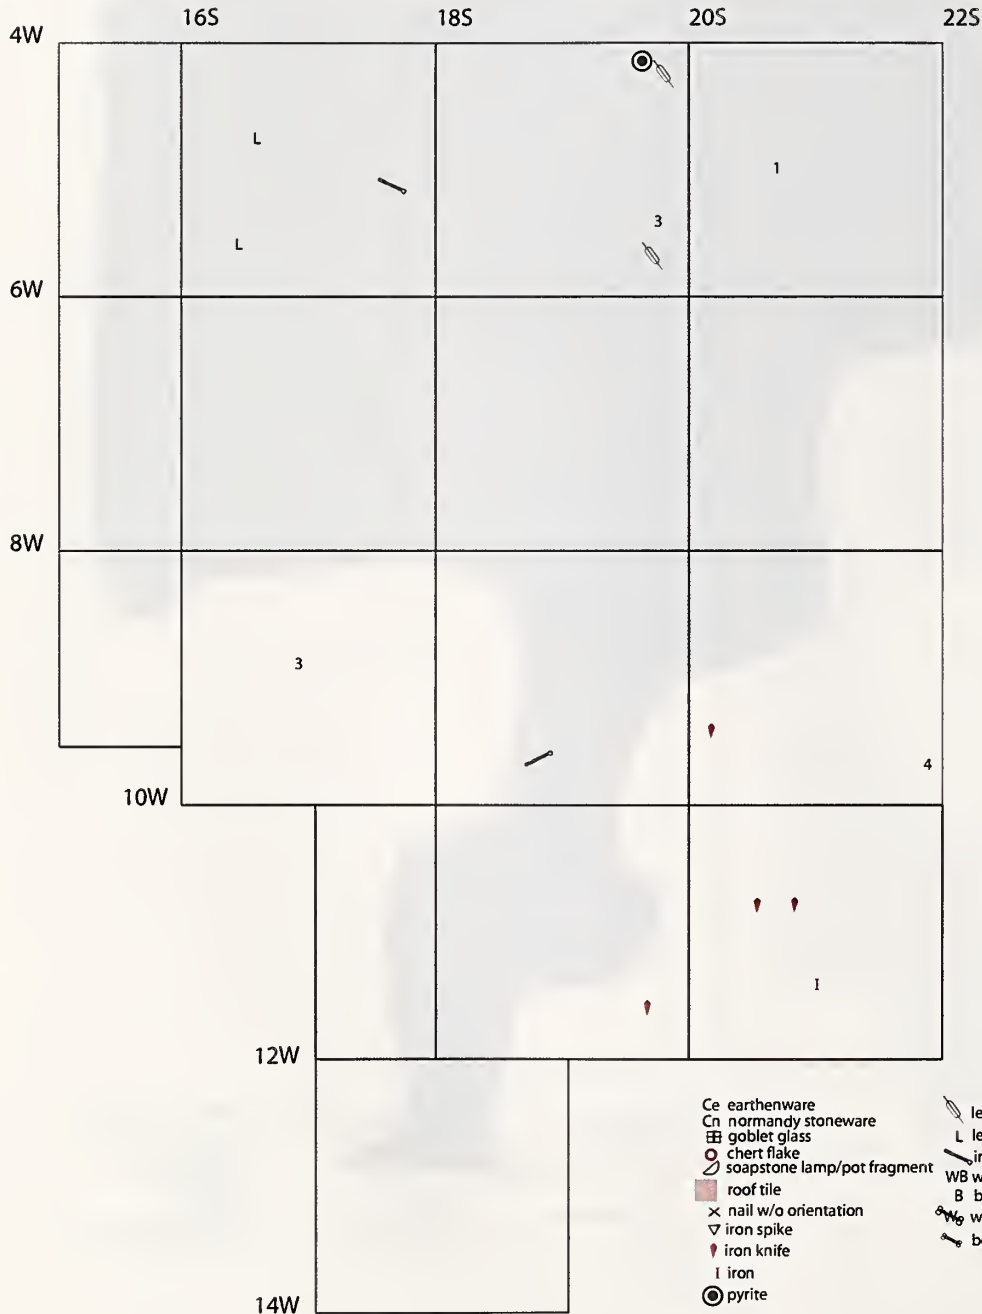 16S 18S 20S 22S
4W
L
1
3
L
6W
8W
3
4
10W
I
12W
Ce earthenware
Cn normandy stoneware
goblet glass
chert flake
soapstone lamp/pot fragment
roof tile
nail w/o orientation
iron spike
iron knife
I iron
pyrite
L
WB
B
W
14W